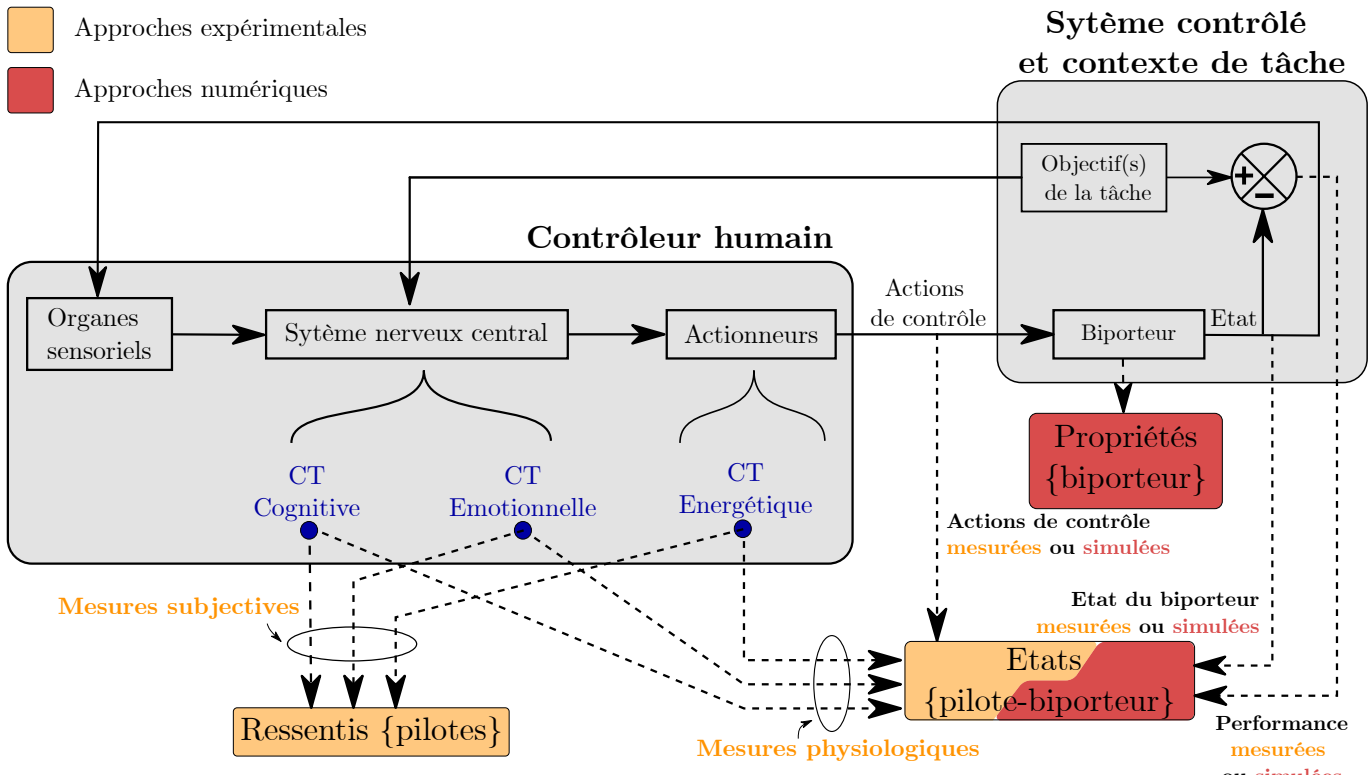 Approches expérimentales
Approches numériques
Sytème contrôlé
et contexte de tâche
Objectif(s)
de la tâche
+
−
Contrôleur humain
Organes
sensoriels
Sytème nerveux central
Actionneurs
Actions
de contrôle
Biporteur
Etat
CT
Cognitive
CT
Emotionnelle
CT
Energétique
Propriétés
{biporteur}
Actions de contrôle
mesurées ou simulées
Etat du biporteur
mesurées ou simulées
Mesures subjectives
Etats
{pilote-biporteur}
Ressentis {pilotes}
Mesures physiologiques
Performance
mesurées
ou simulées